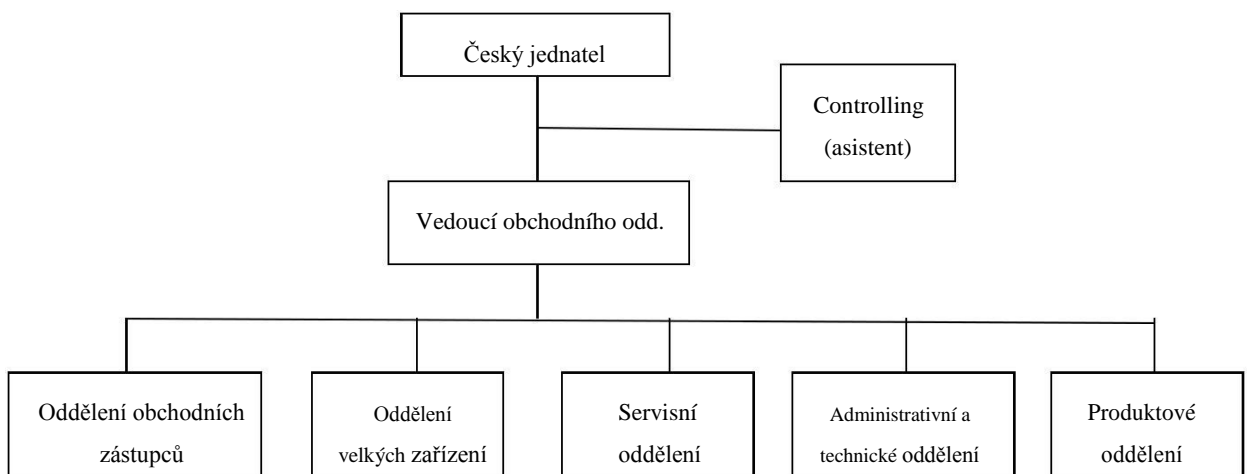 Český jednatel
Controlling
(asistent)
Vedoucí obchodního odd.
Oddělení obchodních
zástupců
Oddělení
velkých zařízení
Servisní
oddělení
Administrativní a
technické oddělení
Produktové
oddělení